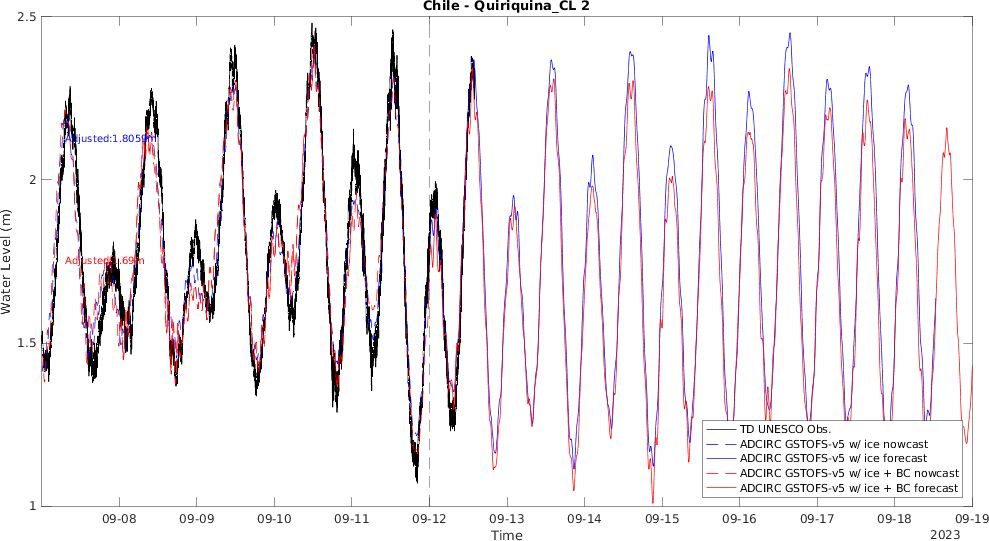 Chile - Quiriquina_CL 2
2.5
2
1.5
1
Water Level (m)
Adjusted:1.8059m
TD UNESCO Obs.
ADCIRC GSTOFS-v5 w/ ice nowcast
ADCIRC GSTOFS-v5 w/ ice forecast
ADCIRC GSTOFS-v5 w/ ice + BC nowcast
ADCIRC GSTOFS-v5 w/ ice + BC forecast
09-08
09-09
09-10
09-11
09-12
09-13
09-14
09-15
09-16
09-17
09-18
09-19
Time
2023